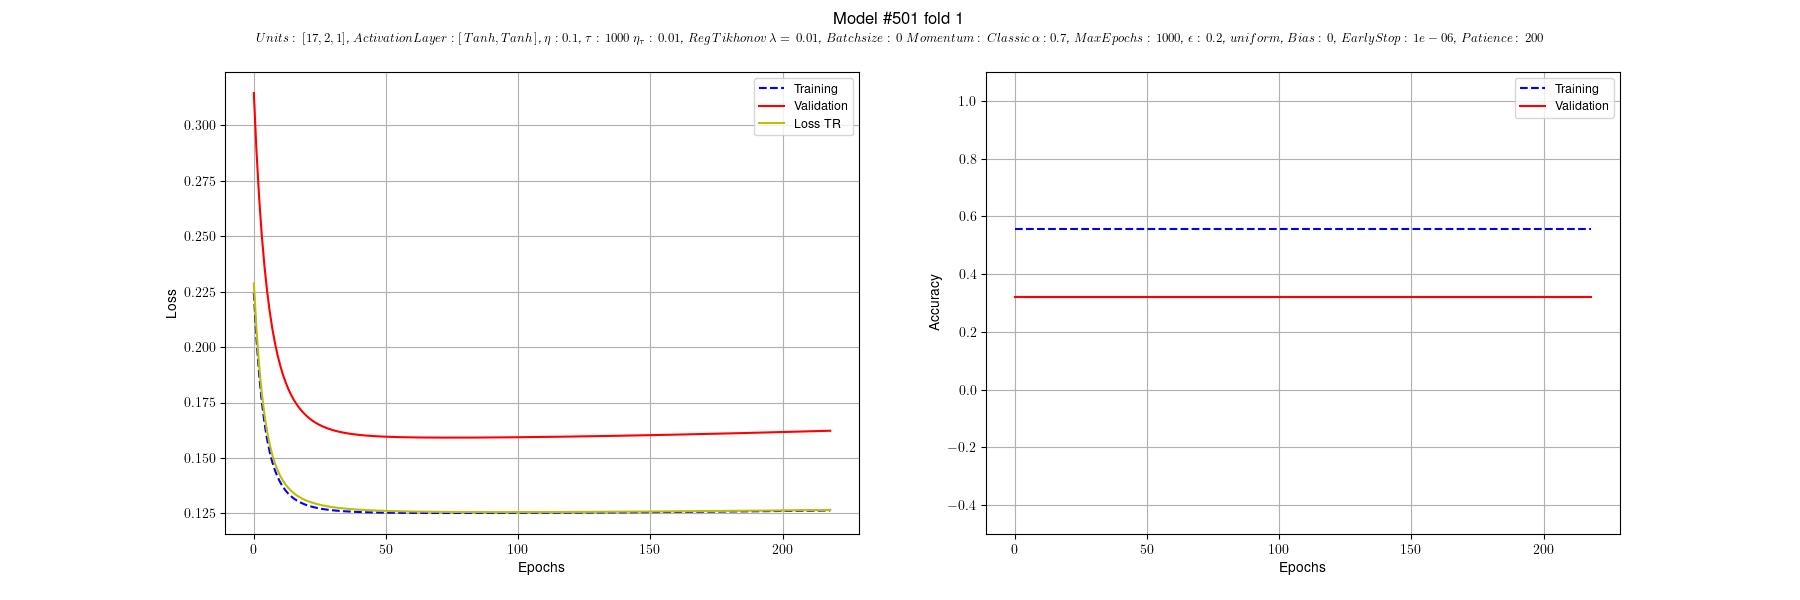 Model #501 fold 1
Units : [17, 2, 1], ActivationLayer : [Tanh, Tanh], η : 0.1, τ : 1000 ητ : 0.01, RegTikhonov λ = 0.01, Batchsize : 0 Momentum : Classic α : 0.7, MaxEpochs : 1000, ϵ : 0.2, uniform, Bias : 0, EarlyStop : 1e − 06, Patience : 200
Training
Validation
Loss TR
0.300
0.275
0.250
0.225
0.200
0.175
0.150
0.125
Loss
0 50 100 150 200
Epochs
Training
Validation
1.0
0.8
0.6
0.4
0.2
0.0
−0.2
−0.4
Accuracy
0 50 100 150 200
Epochs